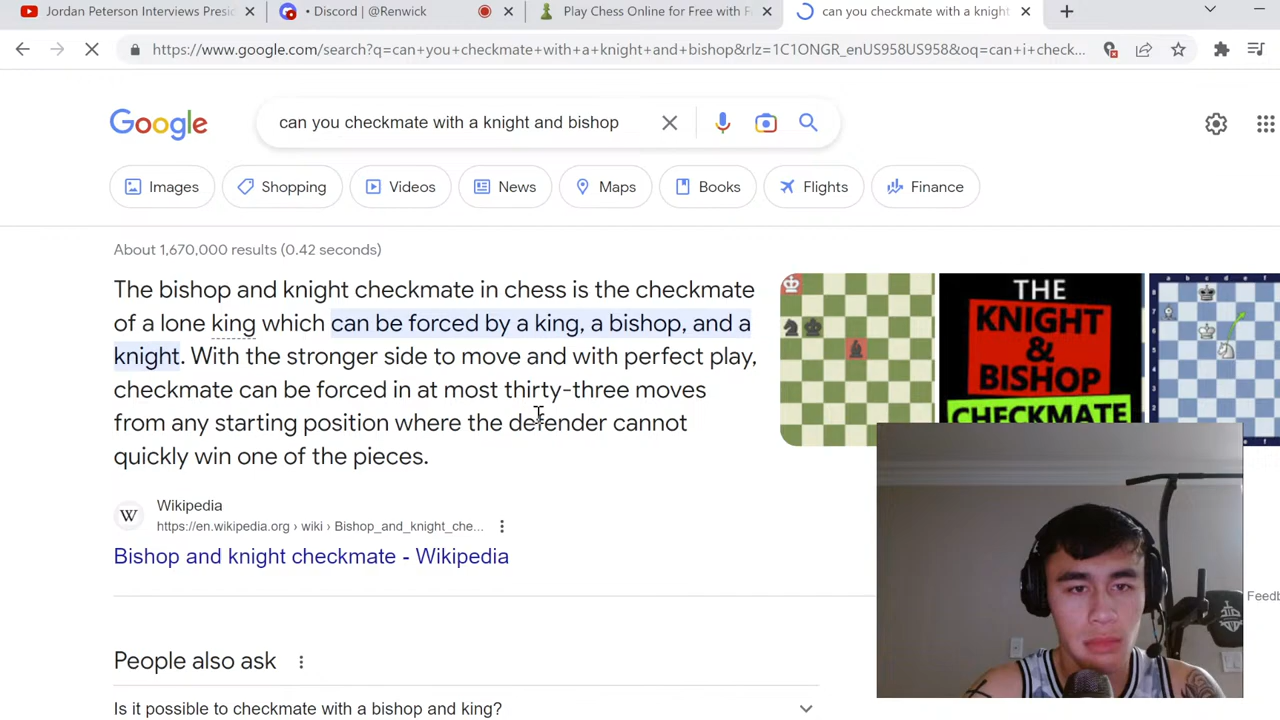 Jordan Peterson Interviews Presi
• Discord | @Renwick
Play Chess Online for Free with F
can you checkmate with a knight
https://www.google.com/search?q=can+you+checkmate+with+a+knight+and+bishop&rlz=1C1ONGR_enUS958US958&oq=can+i+check...
Google
can you checkmate with a knight and bishop
Images
Shopping
Videos
News
Maps
Books
Flights
Finance
About 1,670,000 results (0.42 seconds)
The bishop and knight checkmate in chess is the checkmate
of a lone king which can be forced by a king, a bishop, and a
knight. With the stronger side to move and with perfect play,
checkmate can be forced in at most thirty-three moves
from any starting position where the defender cannot
quickly win one of the pieces.
THE
KNIGHT
&
BISHOP
CHECKMATE
W
Wikipedia
https://en.wikipedia.org › wiki › Bishop_and_knight_che...
Bishop and knight checkmate - Wikipedia
Feedb
People also ask
Is it possible to checkmate with a bishop and king?